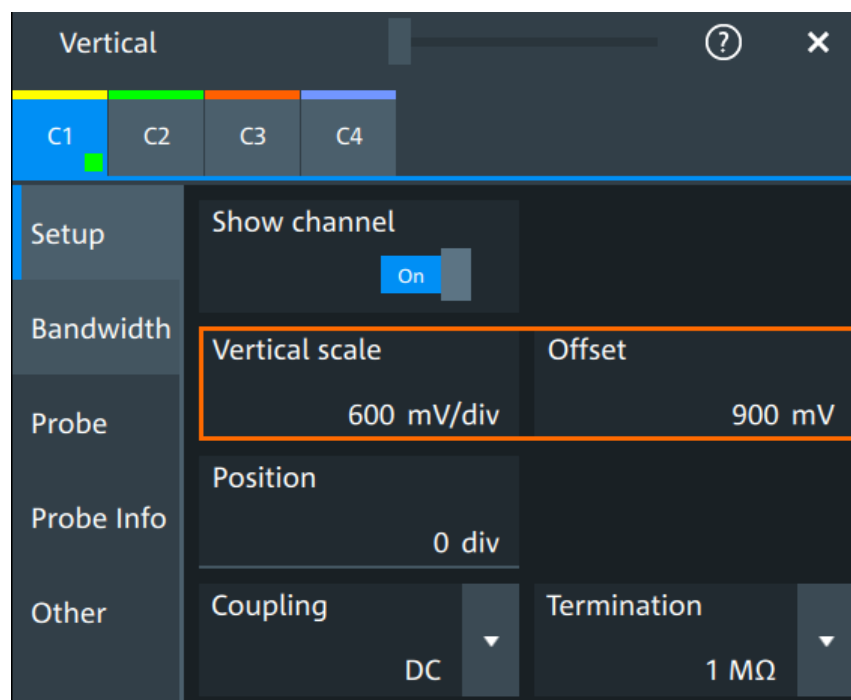 Vertical
?
C1 C2 C3 C4
Setup
Show channel
On
Bandwidth
Vertical scale Offset
600 mV/div 900 mV
Probe
Position
Probe Info
0 div
Other
Coupling Termination
DC 1 MΩ